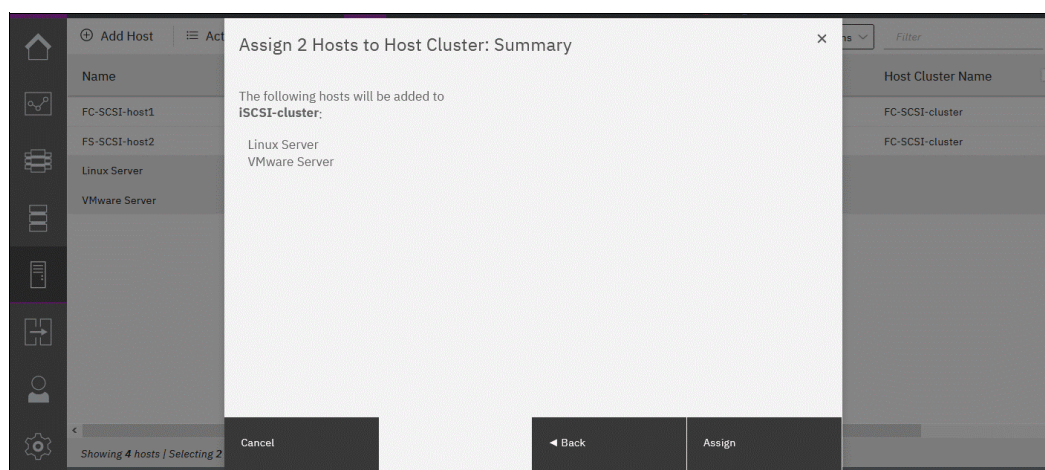 Add Host
Act
ns
Filter
Assign 2 Hosts to Host Cluster: Summary
Name
Host Cluster Name
The following hosts will be added to
iSCSI-cluster:
FC-SCSI-host1
FC-SCSI-cluster
FS-SCSI-host2
FC-SCSI-cluster
Linux Server
VMware Server
Linux Server
VMware Server
Cancel
◄ Back
Assign
Showing 4 hosts / Selecting 2